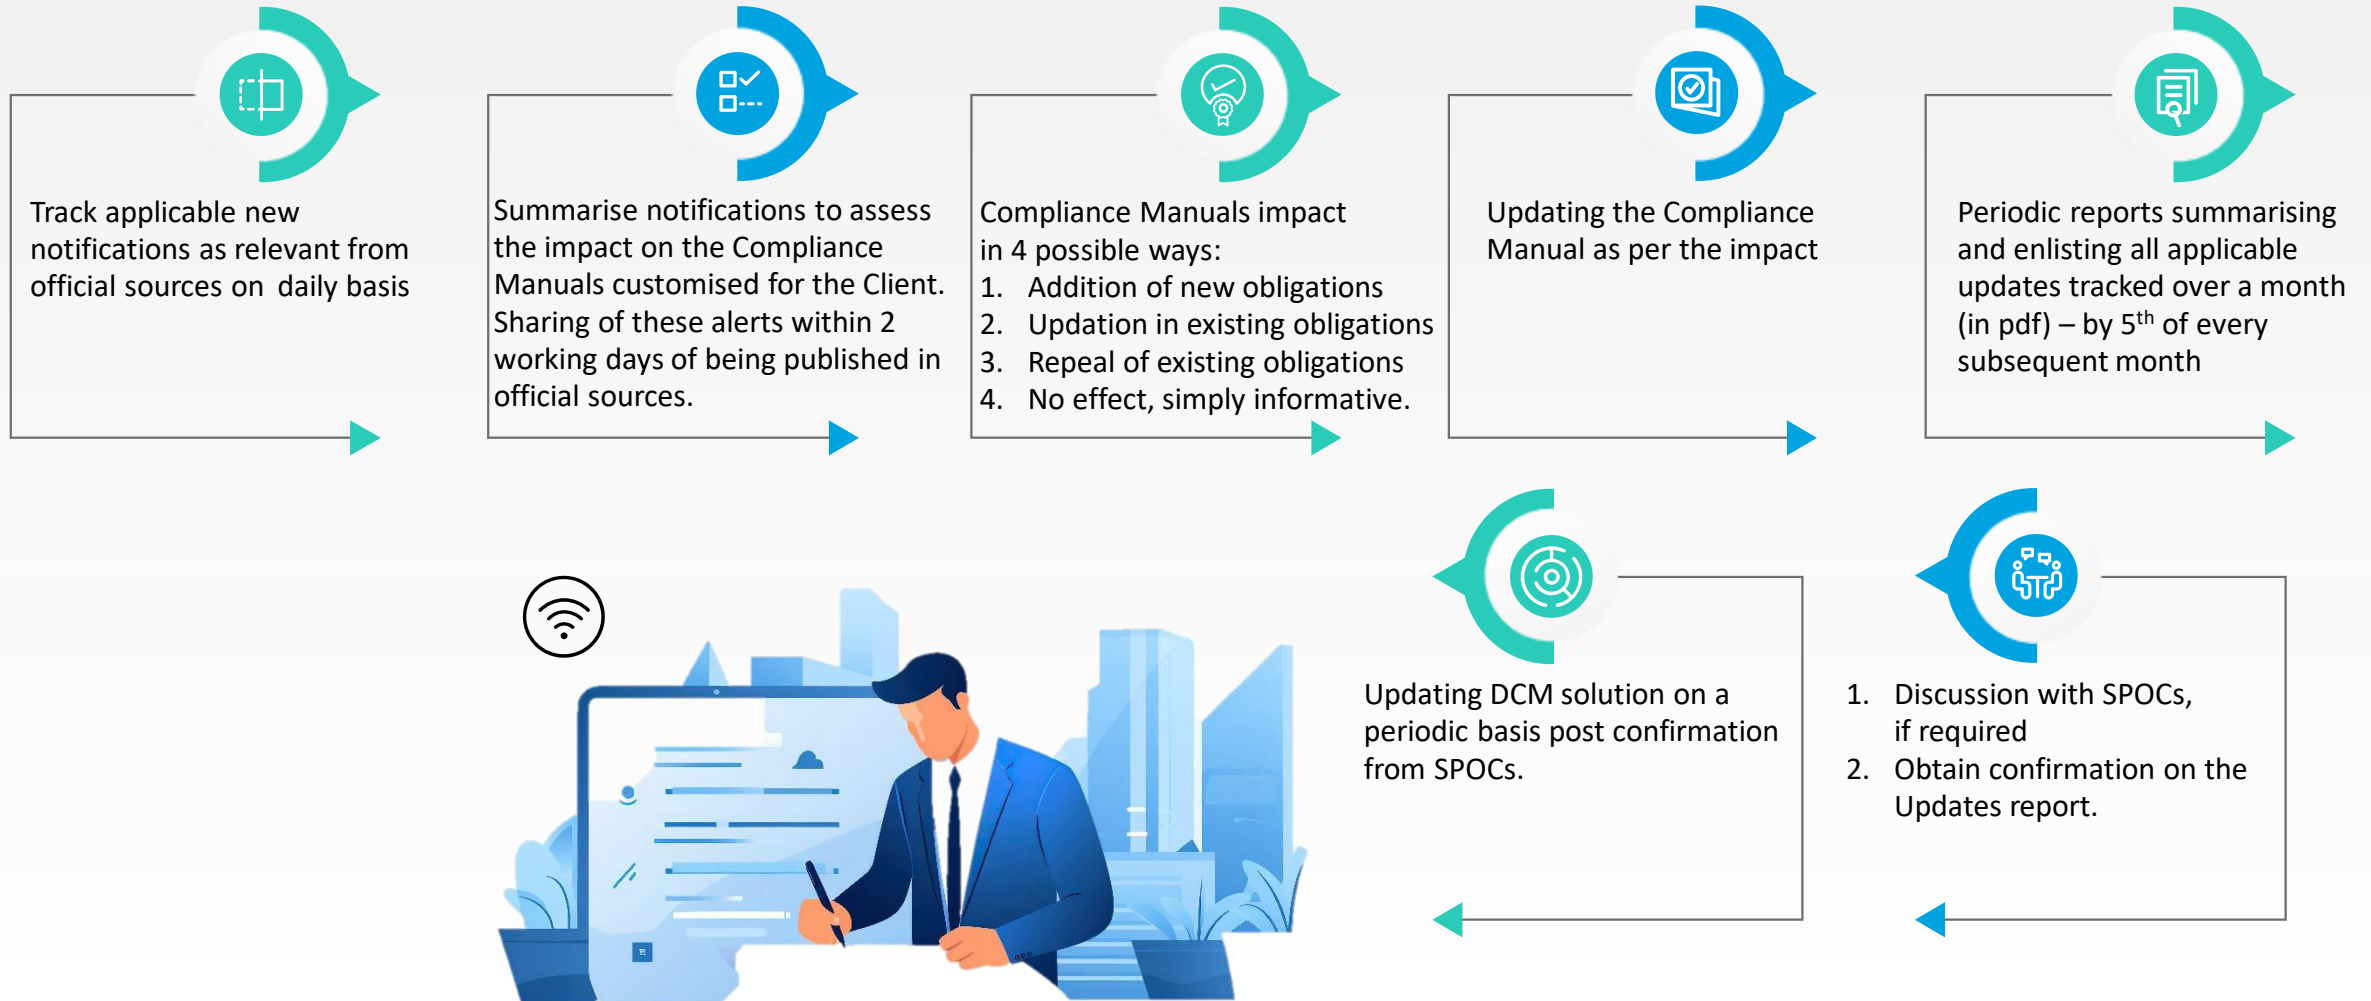 Track applicable new
notifications as relevant from
official sources on  daily basis
Summarise notifications to assess
the impact on the Compliance
Manuals customised for the Client.
Sharing of these alerts within 2
working days of being published in
official sources.
Compliance Manuals impact
in 4 possible ways:
1. Addition of new obligations
2. Updation in existing obligations
3. Repeal of existing obligations
4. No effect, simply informative.
Updating the Compliance
Manual as per the impact
Periodic reports summarising
and enlisting all applicable
updates tracked over a month
(in pdf) – by 5th of every
subsequent month
1. Discussion with SPOCs,
if required
2. Obtain confirmation on the
Updates report.
Updating DCM solution on a
periodic basis post confirmation
from SPOCs.